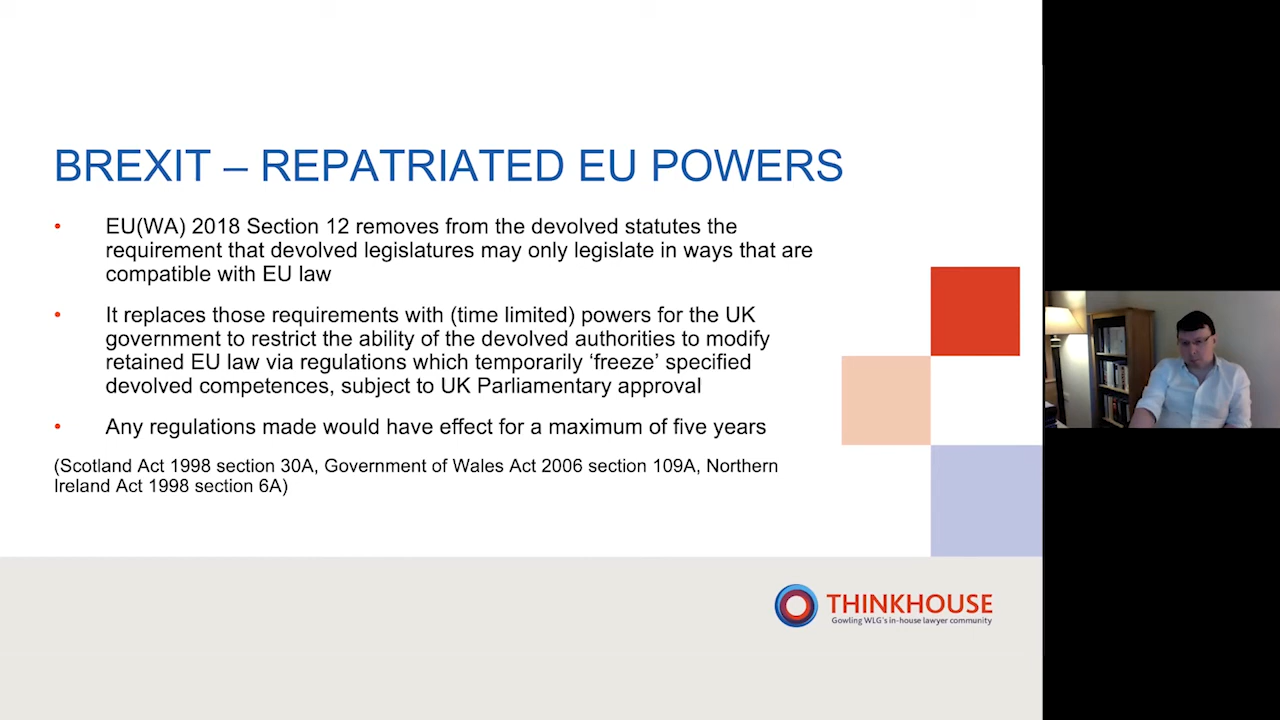 BREXIT – REPATRIATED EU POWERS
• EU(WA) 2018 Section 12 removes from the devolved statutes the
requirement that devolved legislatures may only legislate in ways that are
compatible with EU law
• It replaces those requirements with (time limited) powers for the UK
government to restrict the ability of the devolved authorities to modify
retained EU law via regulations which temporarily ‘freeze’ specified
devolved competences, subject to UK Parliamentary approval
• Any regulations made would have effect for a maximum of five years
(Scotland Act 1998 section 30A, Government of Wales Act 2006 section 109A, Northern
Ireland Act 1998 section 6A)
THINKHOUSE
Gowling WLG's in-house lawyer community